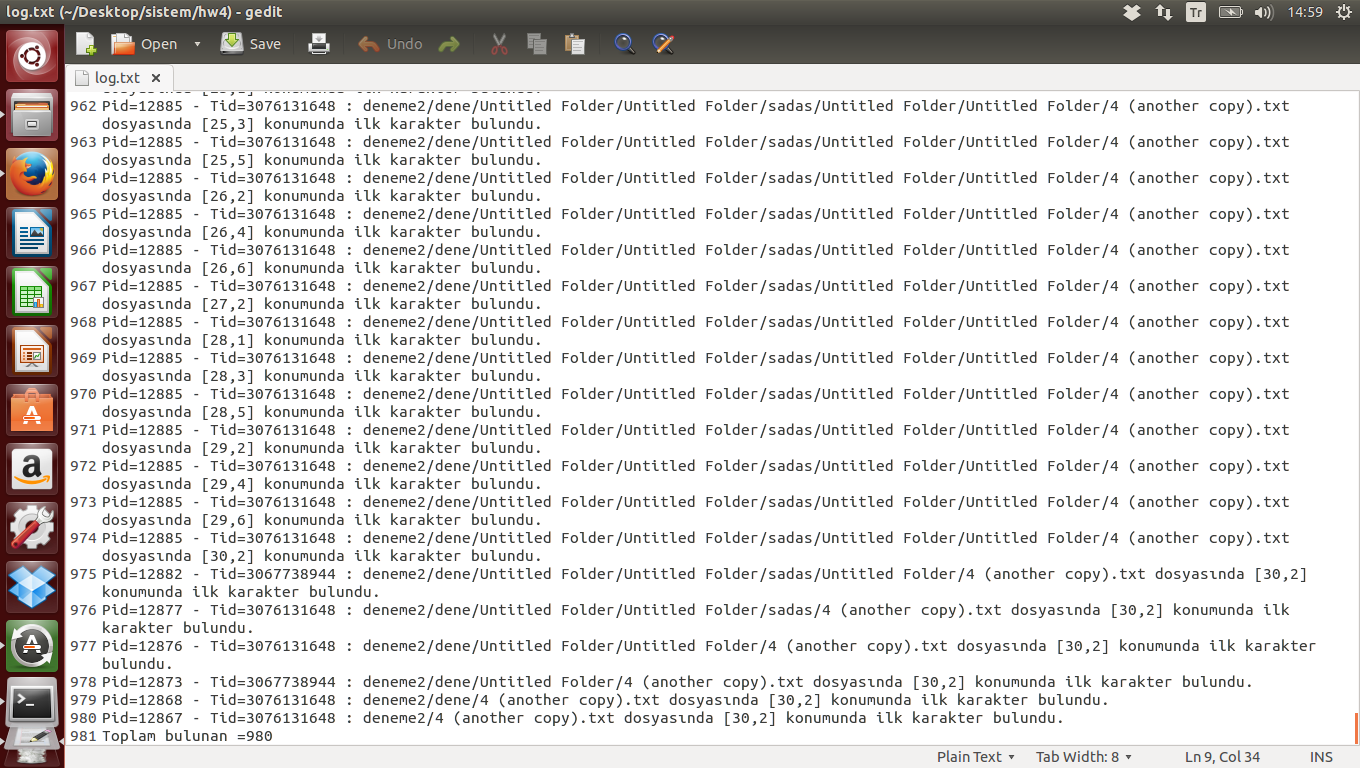 log.txt (~/Desktop/sistem/hw4) - gedit
Tr
14:59
Open
Save
Undo
log.txt
962 Pid=12885 - Tid=3076131648 : deneme2/dene/Untitled Folder/Untitled Folder/sadas/Untitled Folder/Untitled Folder/4 (another copy).txt
dosyasında [25,3] konumunda ilk karakter bulundu.
963 Pid=12885 - Tid=3076131648 : deneme2/dene/Untitled Folder/Untitled Folder/sadas/Untitled Folder/Untitled Folder/4 (another copy).txt
dosyasında [25,5] konumunda ilk karakter bulundu.
964 Pid=12885 - Tid=3076131648 : deneme2/dene/Untitled Folder/Untitled Folder/sadas/Untitled Folder/Untitled Folder/4 (another copy).txt
dosyasında [26,2] konumunda ilk karakter bulundu.
965 Pid=12885 - Tid=3076131648 : deneme2/dene/Untitled Folder/Untitled Folder/sadas/Untitled Folder/Untitled Folder/4 (another copy).txt
dosyasında [26,4] konumunda ilk karakter bulundu.
966 Pid=12885 - Tid=3076131648 : deneme2/dene/Untitled Folder/Untitled Folder/sadas/Untitled Folder/Untitled Folder/4 (another copy).txt
dosyasında [26,6] konumunda ilk karakter bulundu.
967 Pid=12885 - Tid=3076131648 : deneme2/dene/Untitled Folder/Untitled Folder/sadas/Untitled Folder/Untitled Folder/4 (another copy).txt
dosyasında [27,2] konumunda ilk karakter bulundu.
968 Pid=12885 - Tid=3076131648 : deneme2/dene/Untitled Folder/Untitled Folder/sadas/Untitled Folder/Untitled Folder/4 (another copy).txt
dosyasında [28,1] konumunda ilk karakter bulundu.
969 Pid=12885 - Tid=3076131648 : deneme2/dene/Untitled Folder/Untitled Folder/sadas/Untitled Folder/Untitled Folder/4 (another copy).txt
dosyasında [28,3] konumunda ilk karakter bulundu.
970 Pid=12885 - Tid=3076131648 : deneme2/dene/Untitled Folder/Untitled Folder/sadas/Untitled Folder/Untitled Folder/4 (another copy).txt
dosyasında [28,5] konumunda ilk karakter bulundu.
971 Pid=12885 - Tid=3076131648 : deneme2/dene/Untitled Folder/Untitled Folder/sadas/Untitled Folder/Untitled Folder/4 (another copy).txt
dosyasında [29,2] konumunda ilk karakter bulundu.
972 Pid=12885 - Tid=3076131648 : deneme2/dene/Untitled Folder/Untitled Folder/sadas/Untitled Folder/Untitled Folder/4 (another copy).txt
dosyasında [29,4] konumunda ilk karakter bulundu.
973 Pid=12885 - Tid=3076131648 : deneme2/dene/Untitled Folder/Untitled Folder/sadas/Untitled Folder/Untitled Folder/4 (another copy).txt
dosyasında [29,6] konumunda ilk karakter bulundu.
974 Pid=12885 - Tid=3076131648 : deneme2/dene/Untitled Folder/Untitled Folder/sadas/Untitled Folder/Untitled Folder/4 (another copy).txt
dosyasında [30,2] konumunda ilk karakter bulundu.
975 Pid=12882 - Tid=3067738944 : deneme2/dene/Untitled Folder/Untitled Folder/sadas/Untitled Folder/4 (another copy).txt dosyasında [30,2]
konumunda ilk karakter bulundu.
976 Pid=12877 - Tid=3076131648 : deneme2/dene/Untitled Folder/Untitled Folder/sadas/4 (another copy).txt dosyasında [30,2] konumunda ilk
karakter bulundu.
977 Pid=12876 - Tid=3076131648 : deneme2/dene/Untitled Folder/Untitled Folder/4 (another copy).txt dosyasında [30,2] konumunda ilk karakter
bulundu.
978 Pid=12873 - Tid=3067738944 : deneme2/dene/Untitled Folder/4 (another copy).txt dosyasında [30,2] konumunda ilk karakter bulundu.
979 Pid=12868 - Tid=3076131648 : deneme2/dene/4 (another copy).txt dosyasında [30,2] konumunda ilk karakter bulundu.
980 Pid=12867 - Tid=3076131648 : deneme2/4 (another copy).txt dosyasında [30,2] konumunda ilk karakter bulundu.
981 Toplam bulunan =980
Plain Text
Tab Width: 8
Ln 9, Col 34
INS